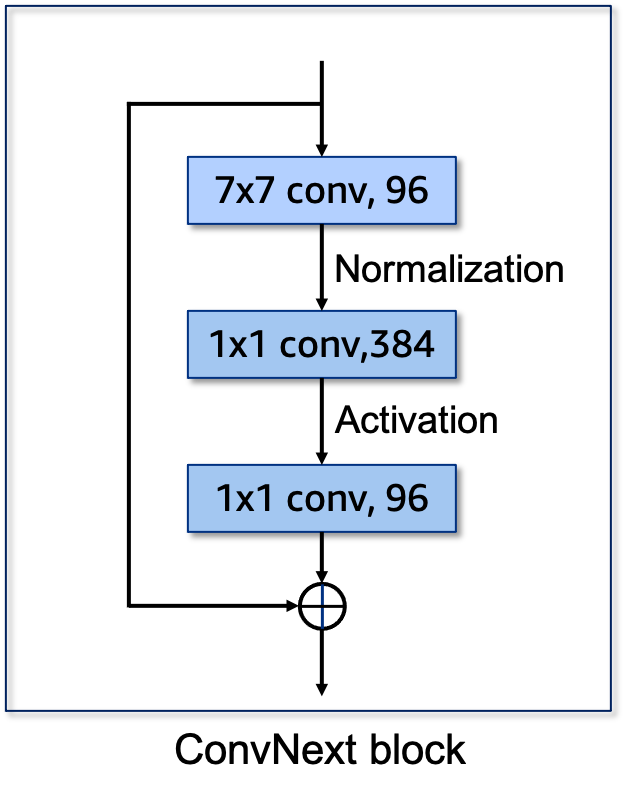 7x7 conv, 96
Normalization
1x1 conv,384
Activation
1x1 conv, 96
ConvNext block